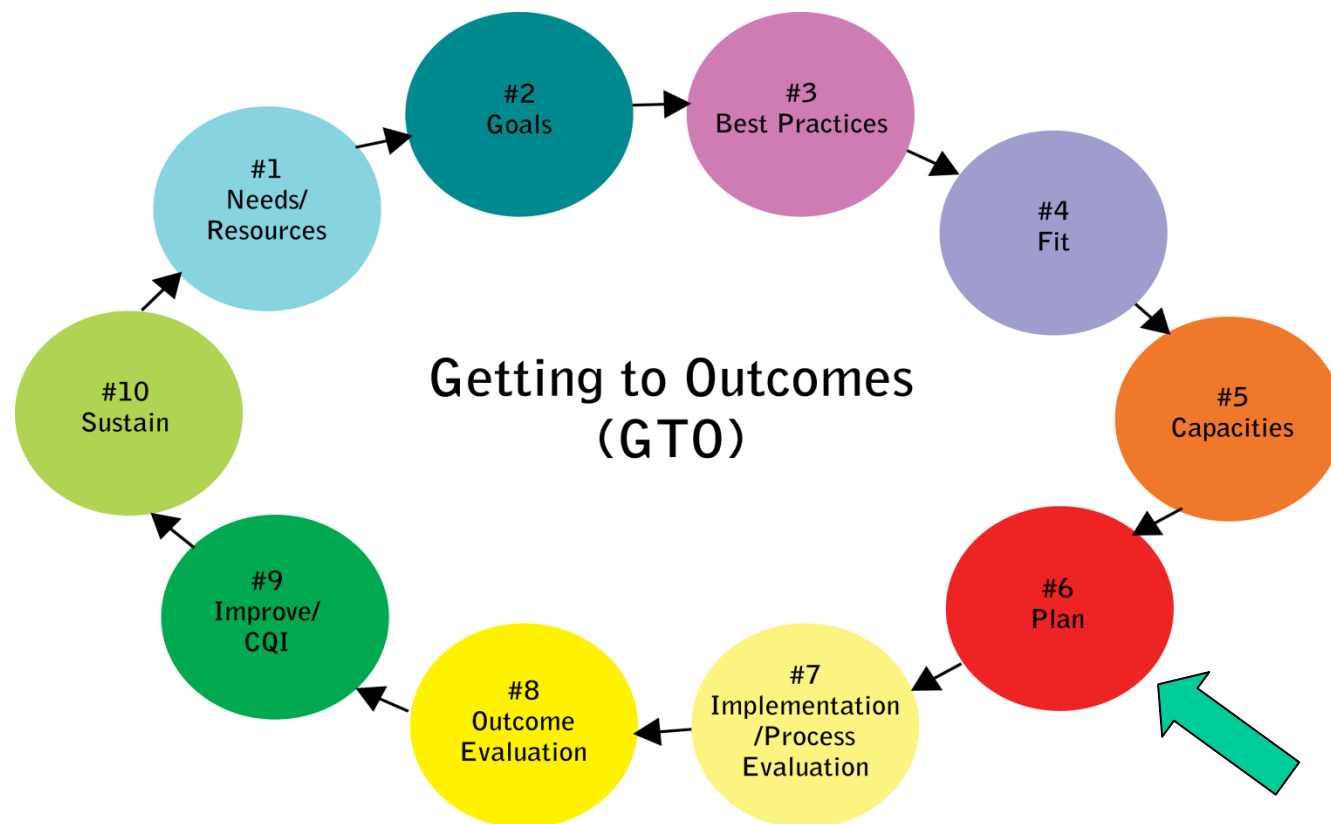 #1
Needs/
Resources
#2
Goals
#3
Best Practices
#4
Fit
#5
Capacities
#6
Plan
#7
Implementation
/Process
Evaluation
#8
Outcome
Evaluation
#9
Improve/
CQI
#10
Sustain
Getting to Outcomes
(GTO)